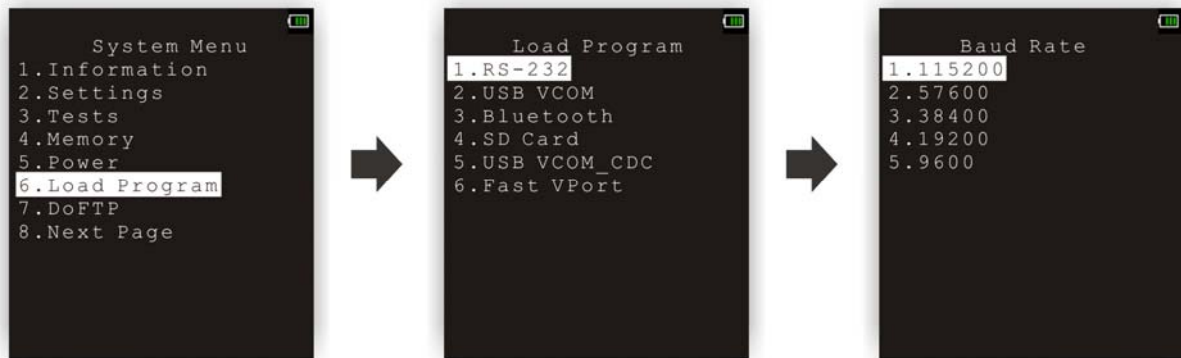 System Menu
1.Information
2.Settings
3.Tests
4.Memory
5.Power
6.Load Program
7.DoFTP
8.Next Page
Load Program
1.RS-232
2.USB VCOM
3.Bluetooth
4.SD Card
5.USB VCOM_CDC
6.Fast VPort
Baud Rate
1.115200
2.57600
3.38400
4.19200
5.9600